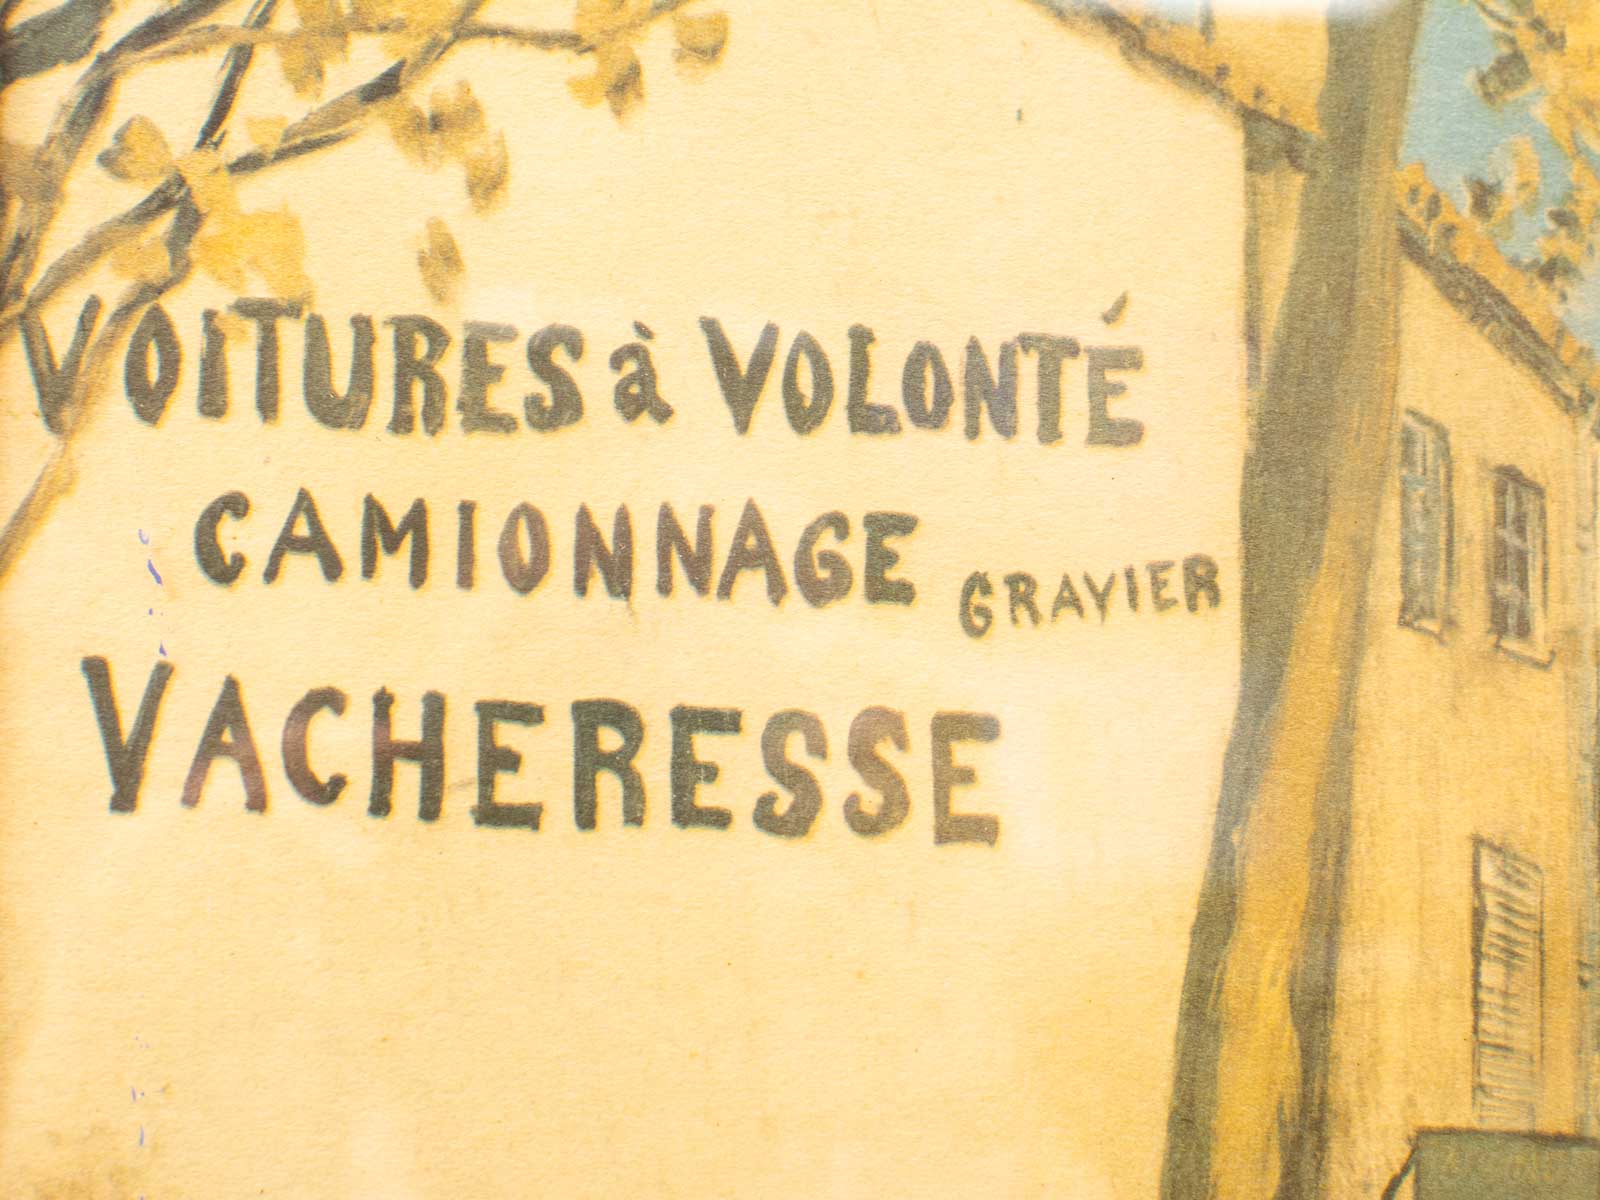 VOITURES à VOLONTÉ
CAMIONNAGE GRAVIER
VACHERESSE